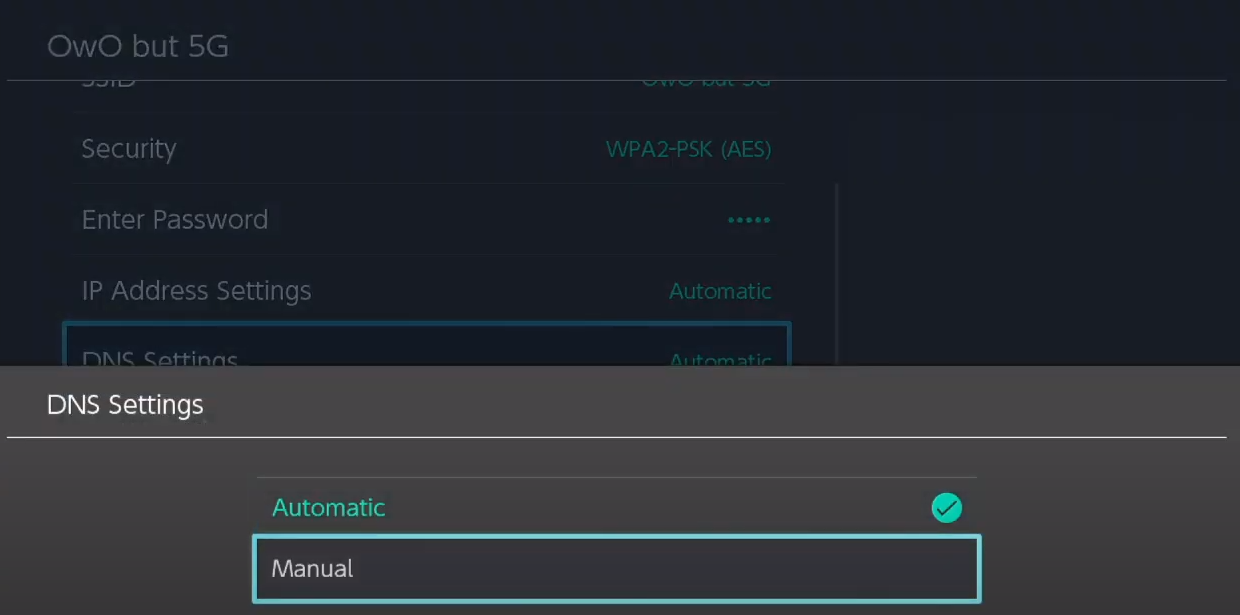 OwO but 5G
SSID OwO but 5G
Security WPA2-PSK (AES)
Enter Password •••••
IP Address Settings Automatic
DNS Settings Automatic
DNS Settings
Automatic
Manual